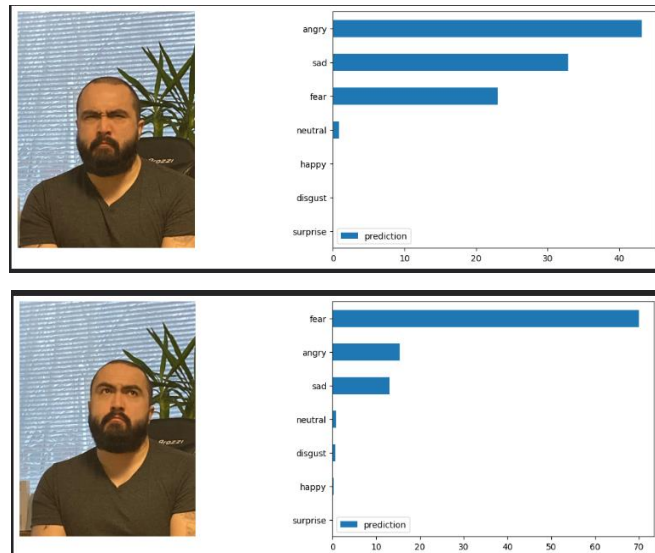 angry
sad
fear
neutral
happy
disgust
surprise
prediction
0 10 20 30 40
Drozzi
fear
angry
sad
neutral
disgust
happy
surprise
prediction
0 10 20 30 40 50 60 70